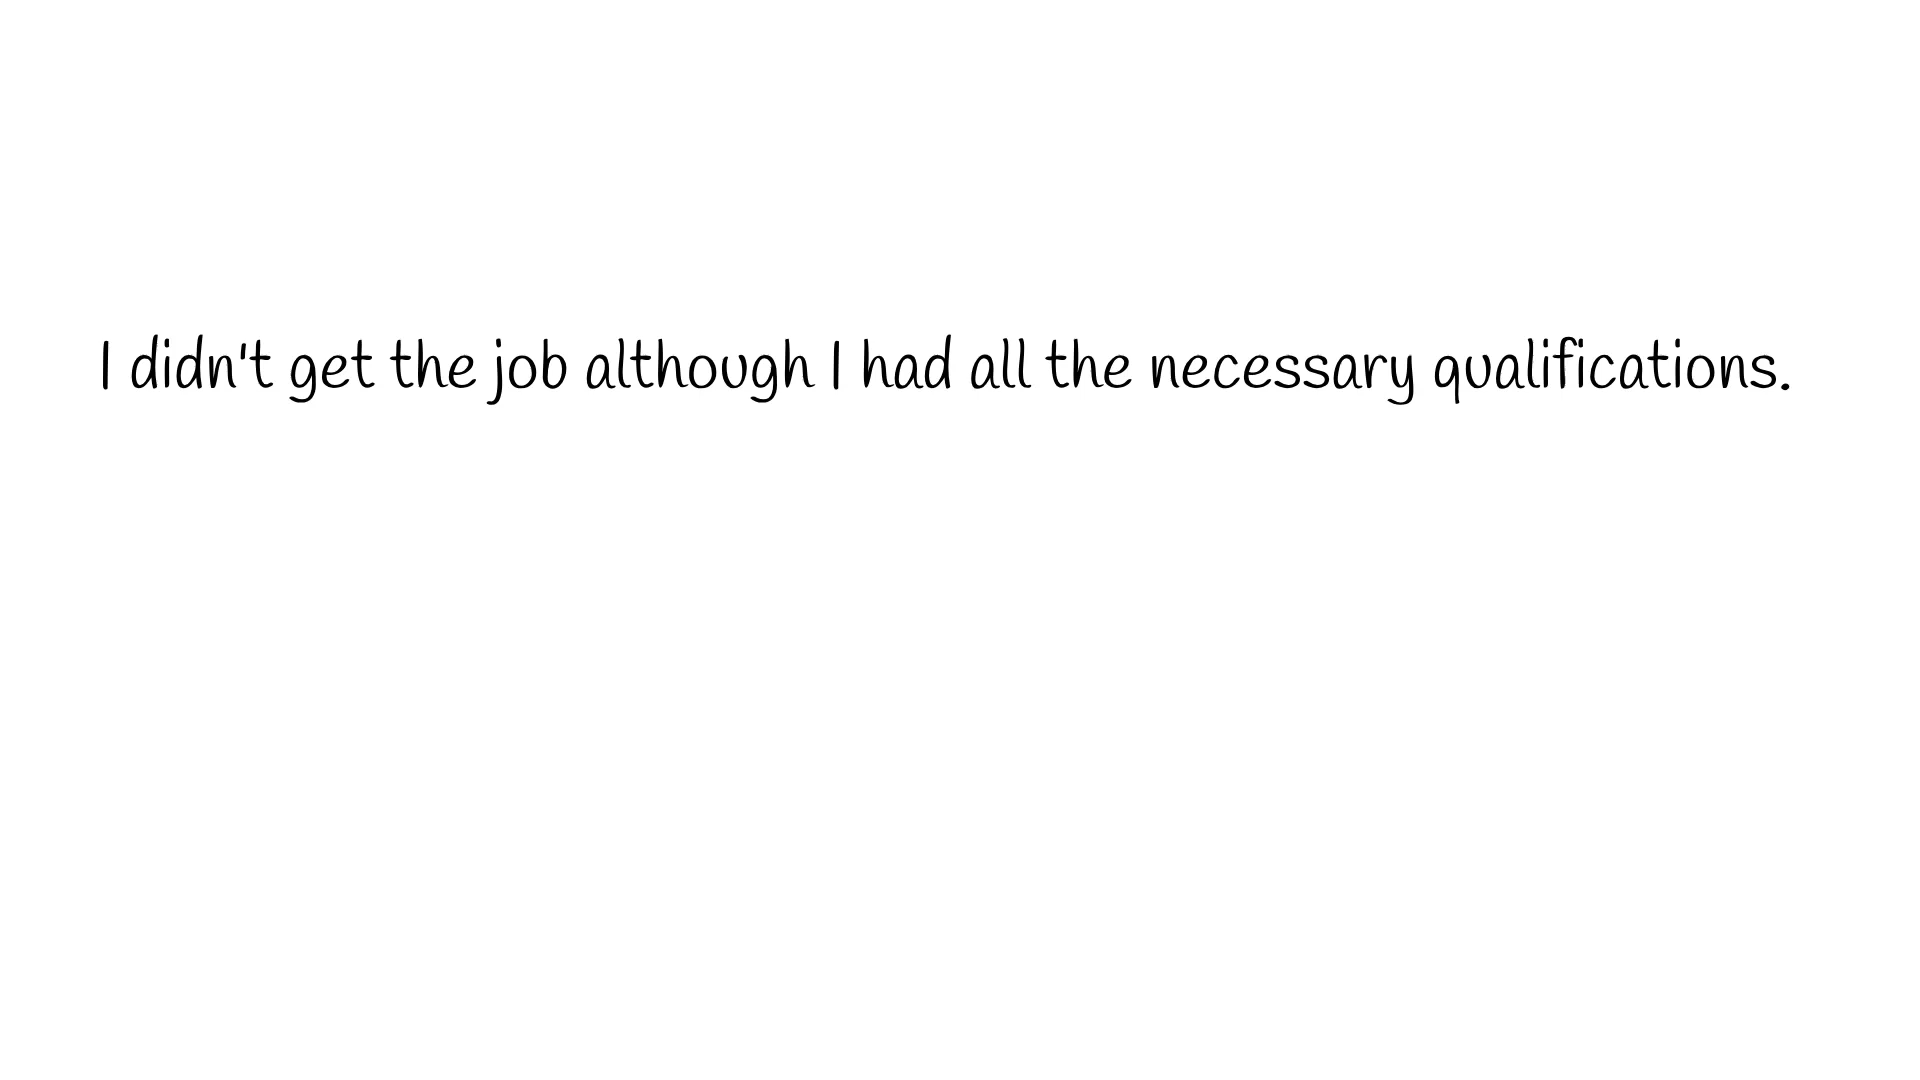 I didn't get the job although I had all the necessary qualifications.